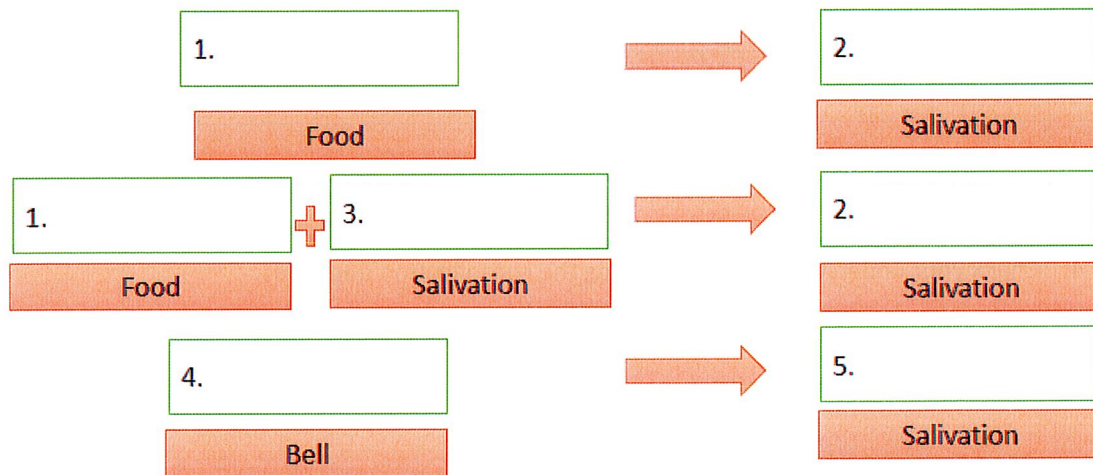 1.
2.
Food
Salivation
1.
3.
2.
Food
Salivation
Salivation
4.
5.
Bell
Salivation